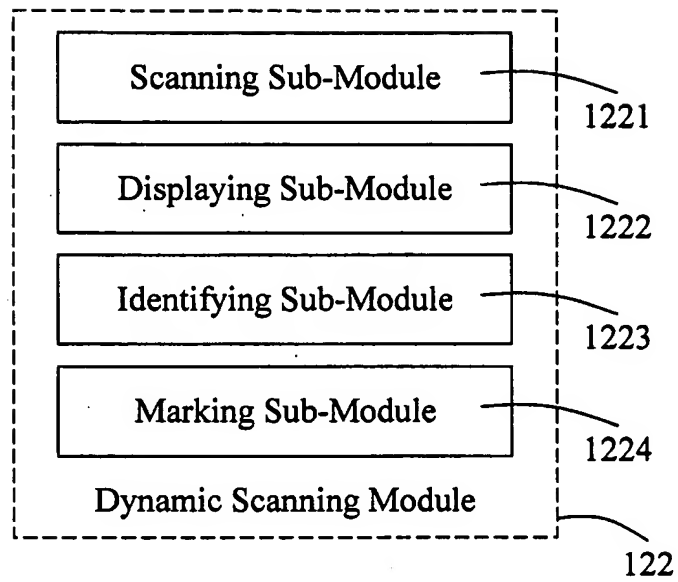 Scanning Sub-Module
1221
Displaying Sub-Module
1222
Identifying Sub-Module
1223
Marking Sub-Module
1224
Dynamic Scanning Module
122